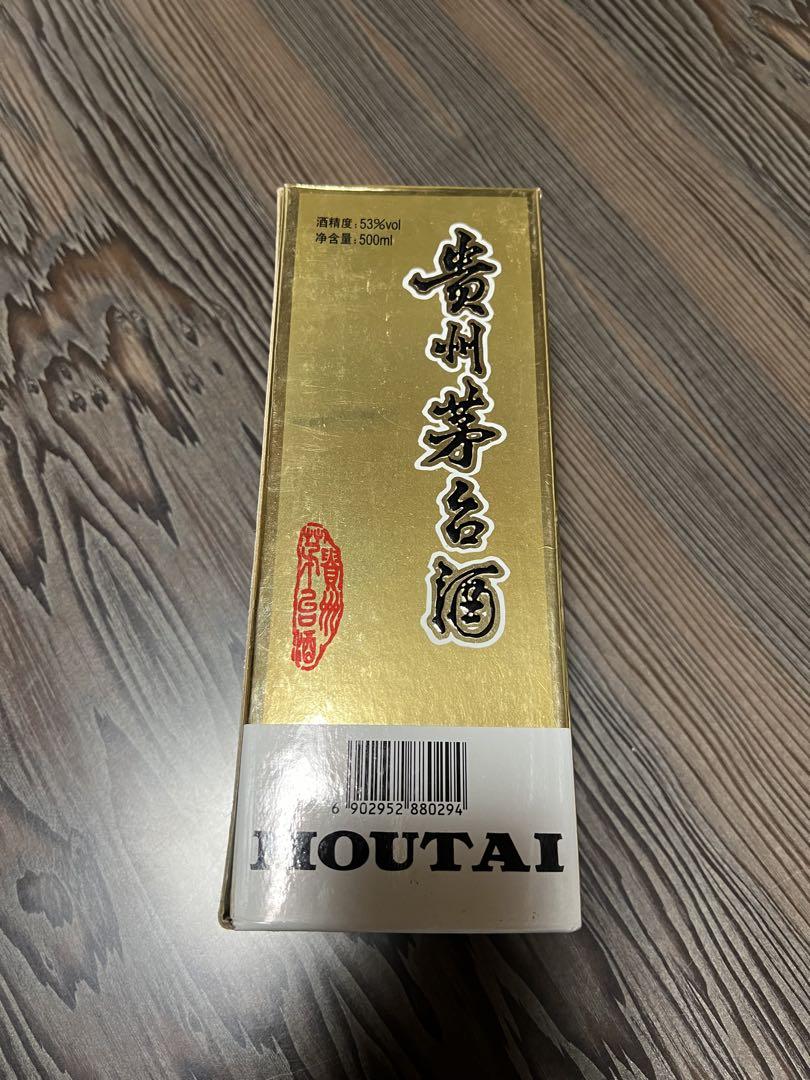 酒精度：53%vol
净含量：500ml
贵州茅台酒
貴州
茅台酒
6 902952 880294
MOUTAI